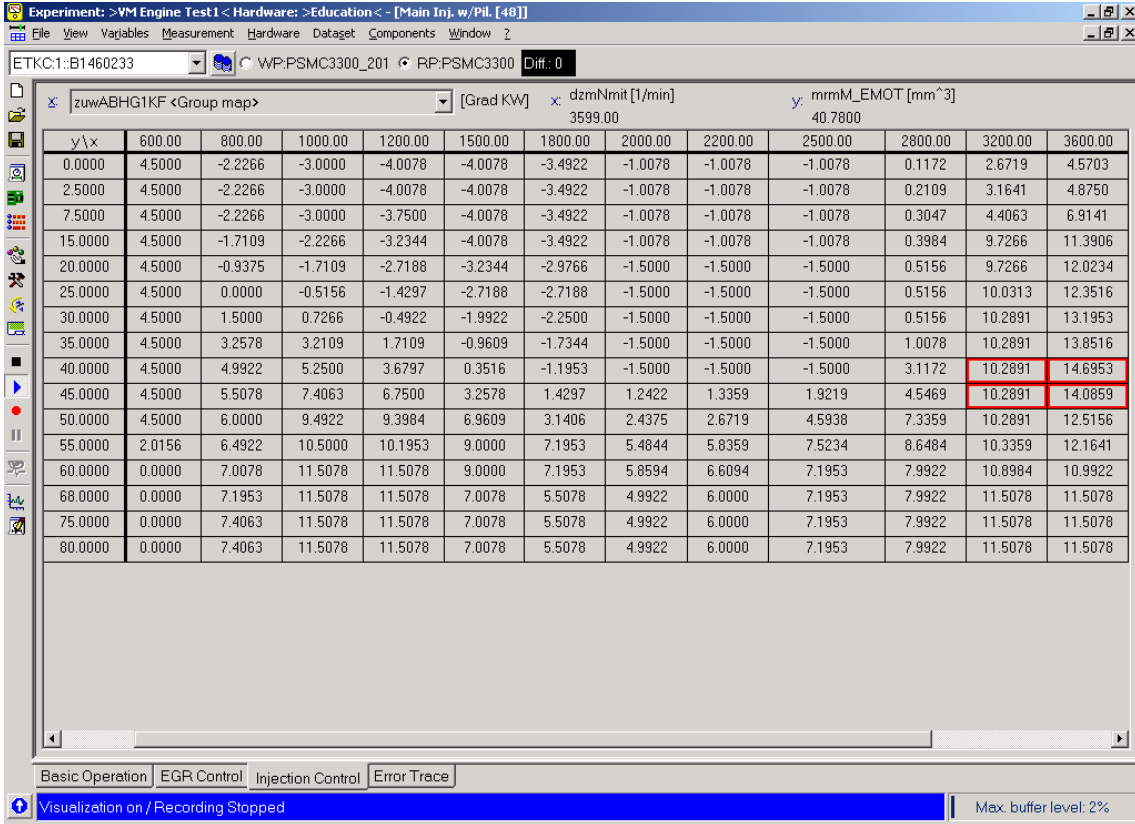 Experiment: >VM Engine Test1< Hardware: >Education< - [Main Inj. w/Pil. [48]]
File View Variables Measurement Hardware Dataset Components Window ?
ETKC:1::B1460233 WP:PSMC3300_201 RP:PSMC3300 Diff.: 0
x: zuwABHG1KF <Group map> [Grad KW] x: dzmNmit [1/min] y: mrmM_EMOT [mm^3]
3599.00 40.7800
y\x 600.00 800.00 1000.00 1200.00 1500.00 1800.00 2000.00 2200.00 2500.00 2800.00 3200.00 3600.00
0.0000 4.5000 -2.2266 -3.0000 -4.0078 -4.0078 -3.4922 -1.0078 -1.0078 -1.0078 0.1172 2.6719 4.5703
2.5000 4.5000 -2.2266 -3.0000 -4.0078 -4.0078 -3.4922 -1.0078 -1.0078 -1.0078 0.2109 3.1641 4.8750
7.5000 4.5000 -2.2266 -3.0000 -3.7500 -4.0078 -3.4922 -1.0078 -1.0078 -1.0078 0.3047 4.4063 6.9141
15.0000 4.5000 -1.7109 -2.2266 -3.2344 -4.0078 -3.4922 -1.0078 -1.0078 -1.0078 0.3984 9.7266 11.3906
20.0000 4.5000 -0.9375 -1.7109 -2.7188 -3.2344 -2.9766 -1.5000 -1.5000 -1.5000 0.5156 9.7266 12.0234
25.0000 4.5000 0.0000 -0.5156 -1.4297 -2.7188 -2.7188 -1.5000 -1.5000 -1.5000 0.5156 10.0313 12.3516
30.0000 4.5000 1.5000 0.7266 -0.4922 -1.9922 -2.2500 -1.5000 -1.5000 -1.5000 0.5156 10.2891 13.1953
35.0000 4.5000 3.2578 3.2109 1.7109 -0.9609 -1.7344 -1.5000 -1.5000 -1.5000 1.0078 10.2891 13.8516
40.0000 4.5000 4.9922 5.2500 3.6797 0.3516 -1.1953 -1.5000 -1.5000 -1.5000 3.1172 10.2891 14.6953
45.0000 4.5000 5.5078 7.4063 6.7500 3.2578 1.4297 1.2422 1.3359 1.9219 4.5469 10.2891 14.0859
50.0000 4.5000 6.0000 9.4922 9.3984 6.9609 3.1406 2.4375 2.6719 4.5938 7.3359 10.2891 12.5156
55.0000 2.0156 6.4922 10.5000 10.1953 9.0000 7.1953 5.4844 5.8359 7.5234 8.6484 10.3359 12.1641
60.0000 0.0000 7.0078 11.5078 11.5078 9.0000 7.1953 5.8594 6.6094 7.1953 7.9922 10.8984 10.9922
68.0000 0.0000 7.1953 11.5078 11.5078 7.0078 5.5078 4.9922 6.0000 7.1953 7.9922 11.5078 11.5078
75.0000 0.0000 7.4063 11.5078 11.5078 7.0078 5.5078 4.9922 6.0000 7.1953 7.9922 11.5078 11.5078
80.0000 0.0000 7.4063 11.5078 11.5078 7.0078 5.5078 4.9922 6.0000 7.1953 7.9922 11.5078 11.5078
Basic Operation EGR Control Injection Control Error Trace
Visualization on / Recording Stopped Max. buffer level: 2%